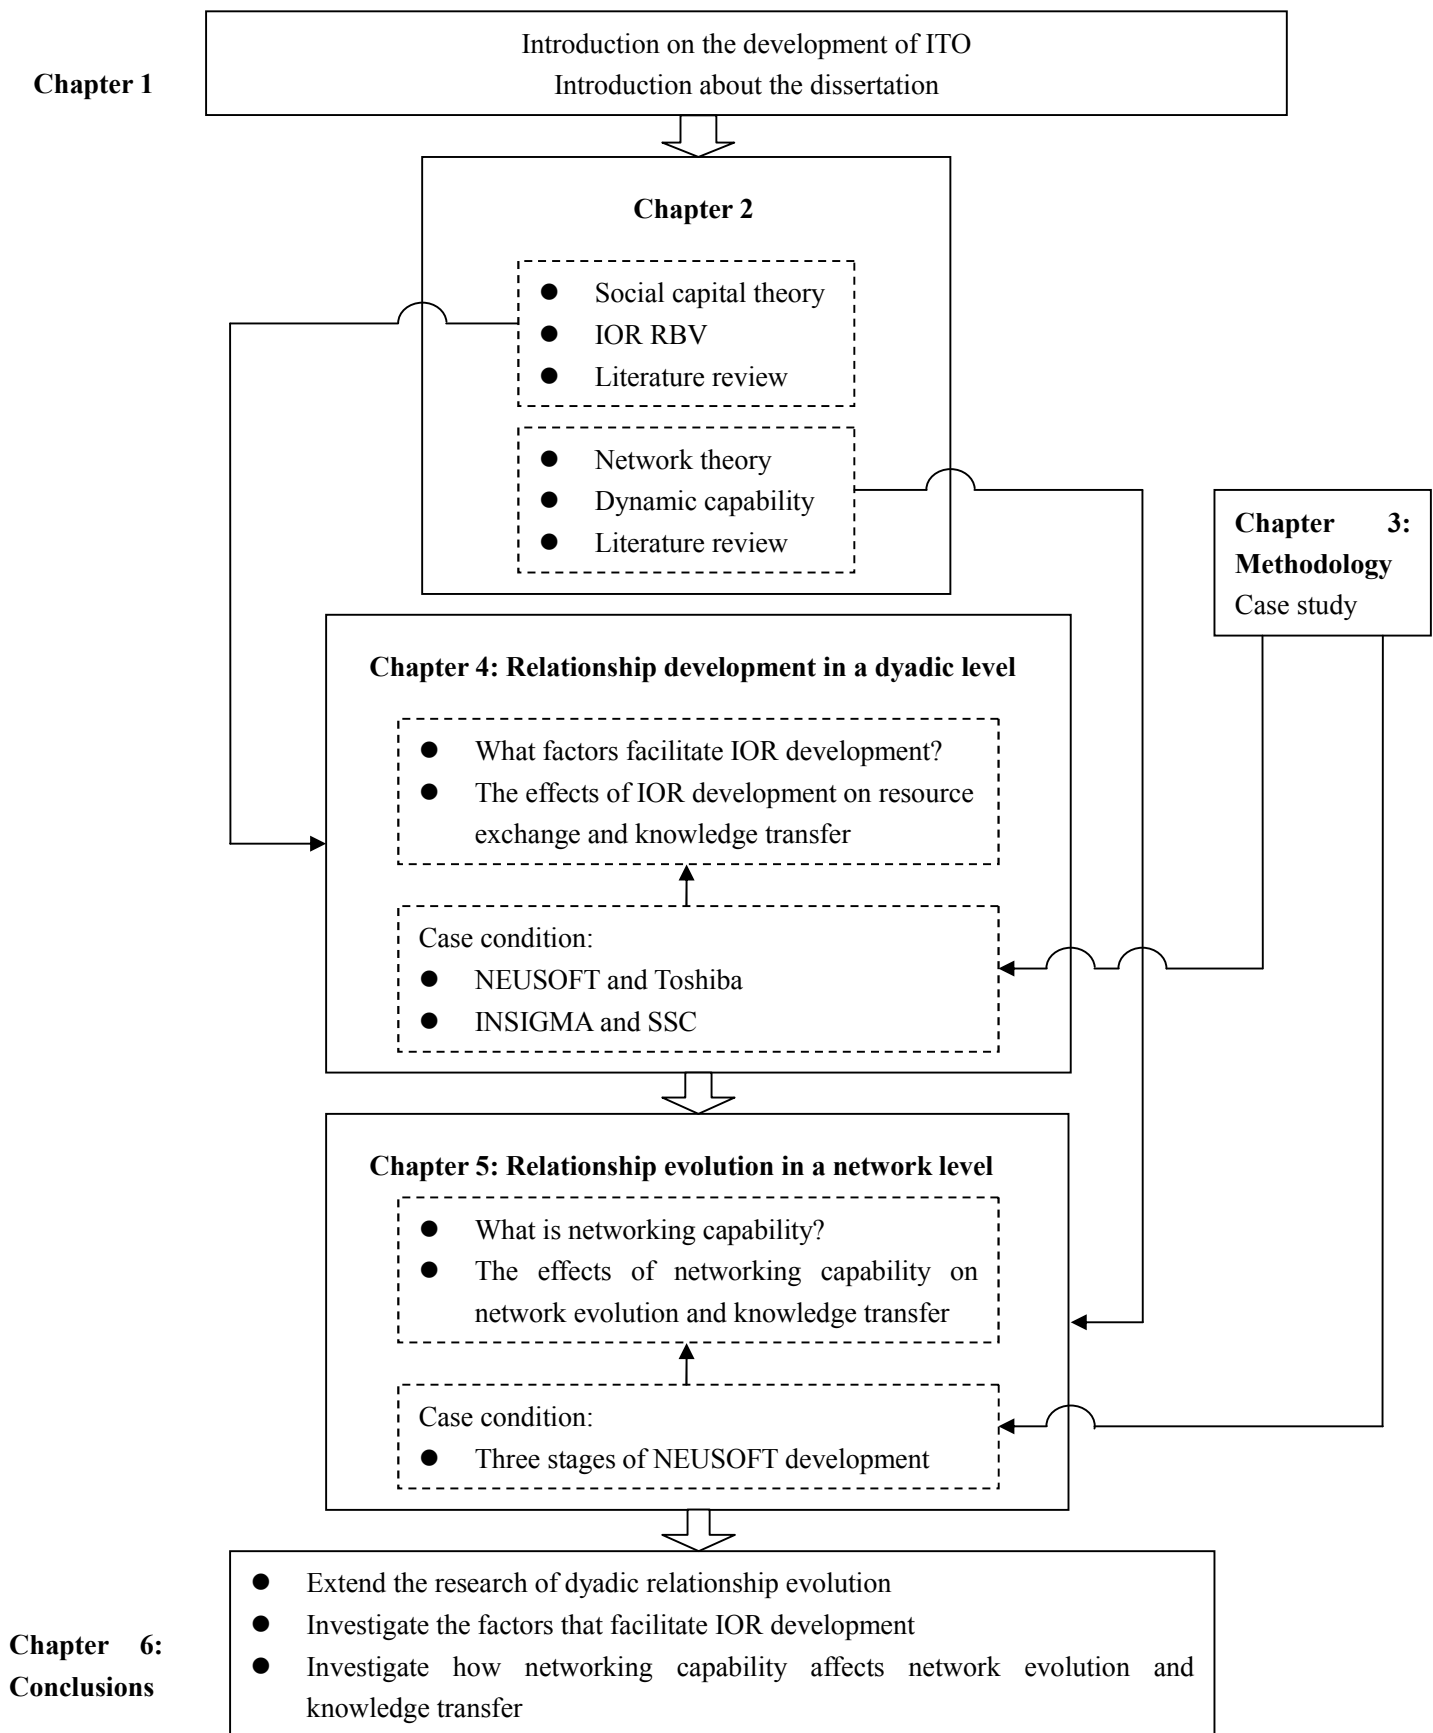 Introduction on the development of ITO
Introduction about the dissertation
Chapter 1
Chapter 2
● Social capital theory
● IOR RBV
● Literature review
● Network theory
● Dynamic capability
● Literature review
Chapter 3:
Methodology
Case study
Chapter 4: Relationship development in a dyadic level
● What factors facilitate IOR development?
● The effects of IOR development on resource
exchange and knowledge transfer
Case condition:
● NEUSOFT and Toshiba
● INSIGMA and SSC
Chapter 5: Relationship evolution in a network level
● What is networking capability?
● The effects of networking capability on
network evolution and knowledge transfer
Case condition:
● Three stages of NEUSOFT development
Chapter 6:
Conclusions
● Extend the research of dyadic relationship evolution
● Investigate the factors that facilitate IOR development
● Investigate how networking capability affects network evolution and
knowledge transfer